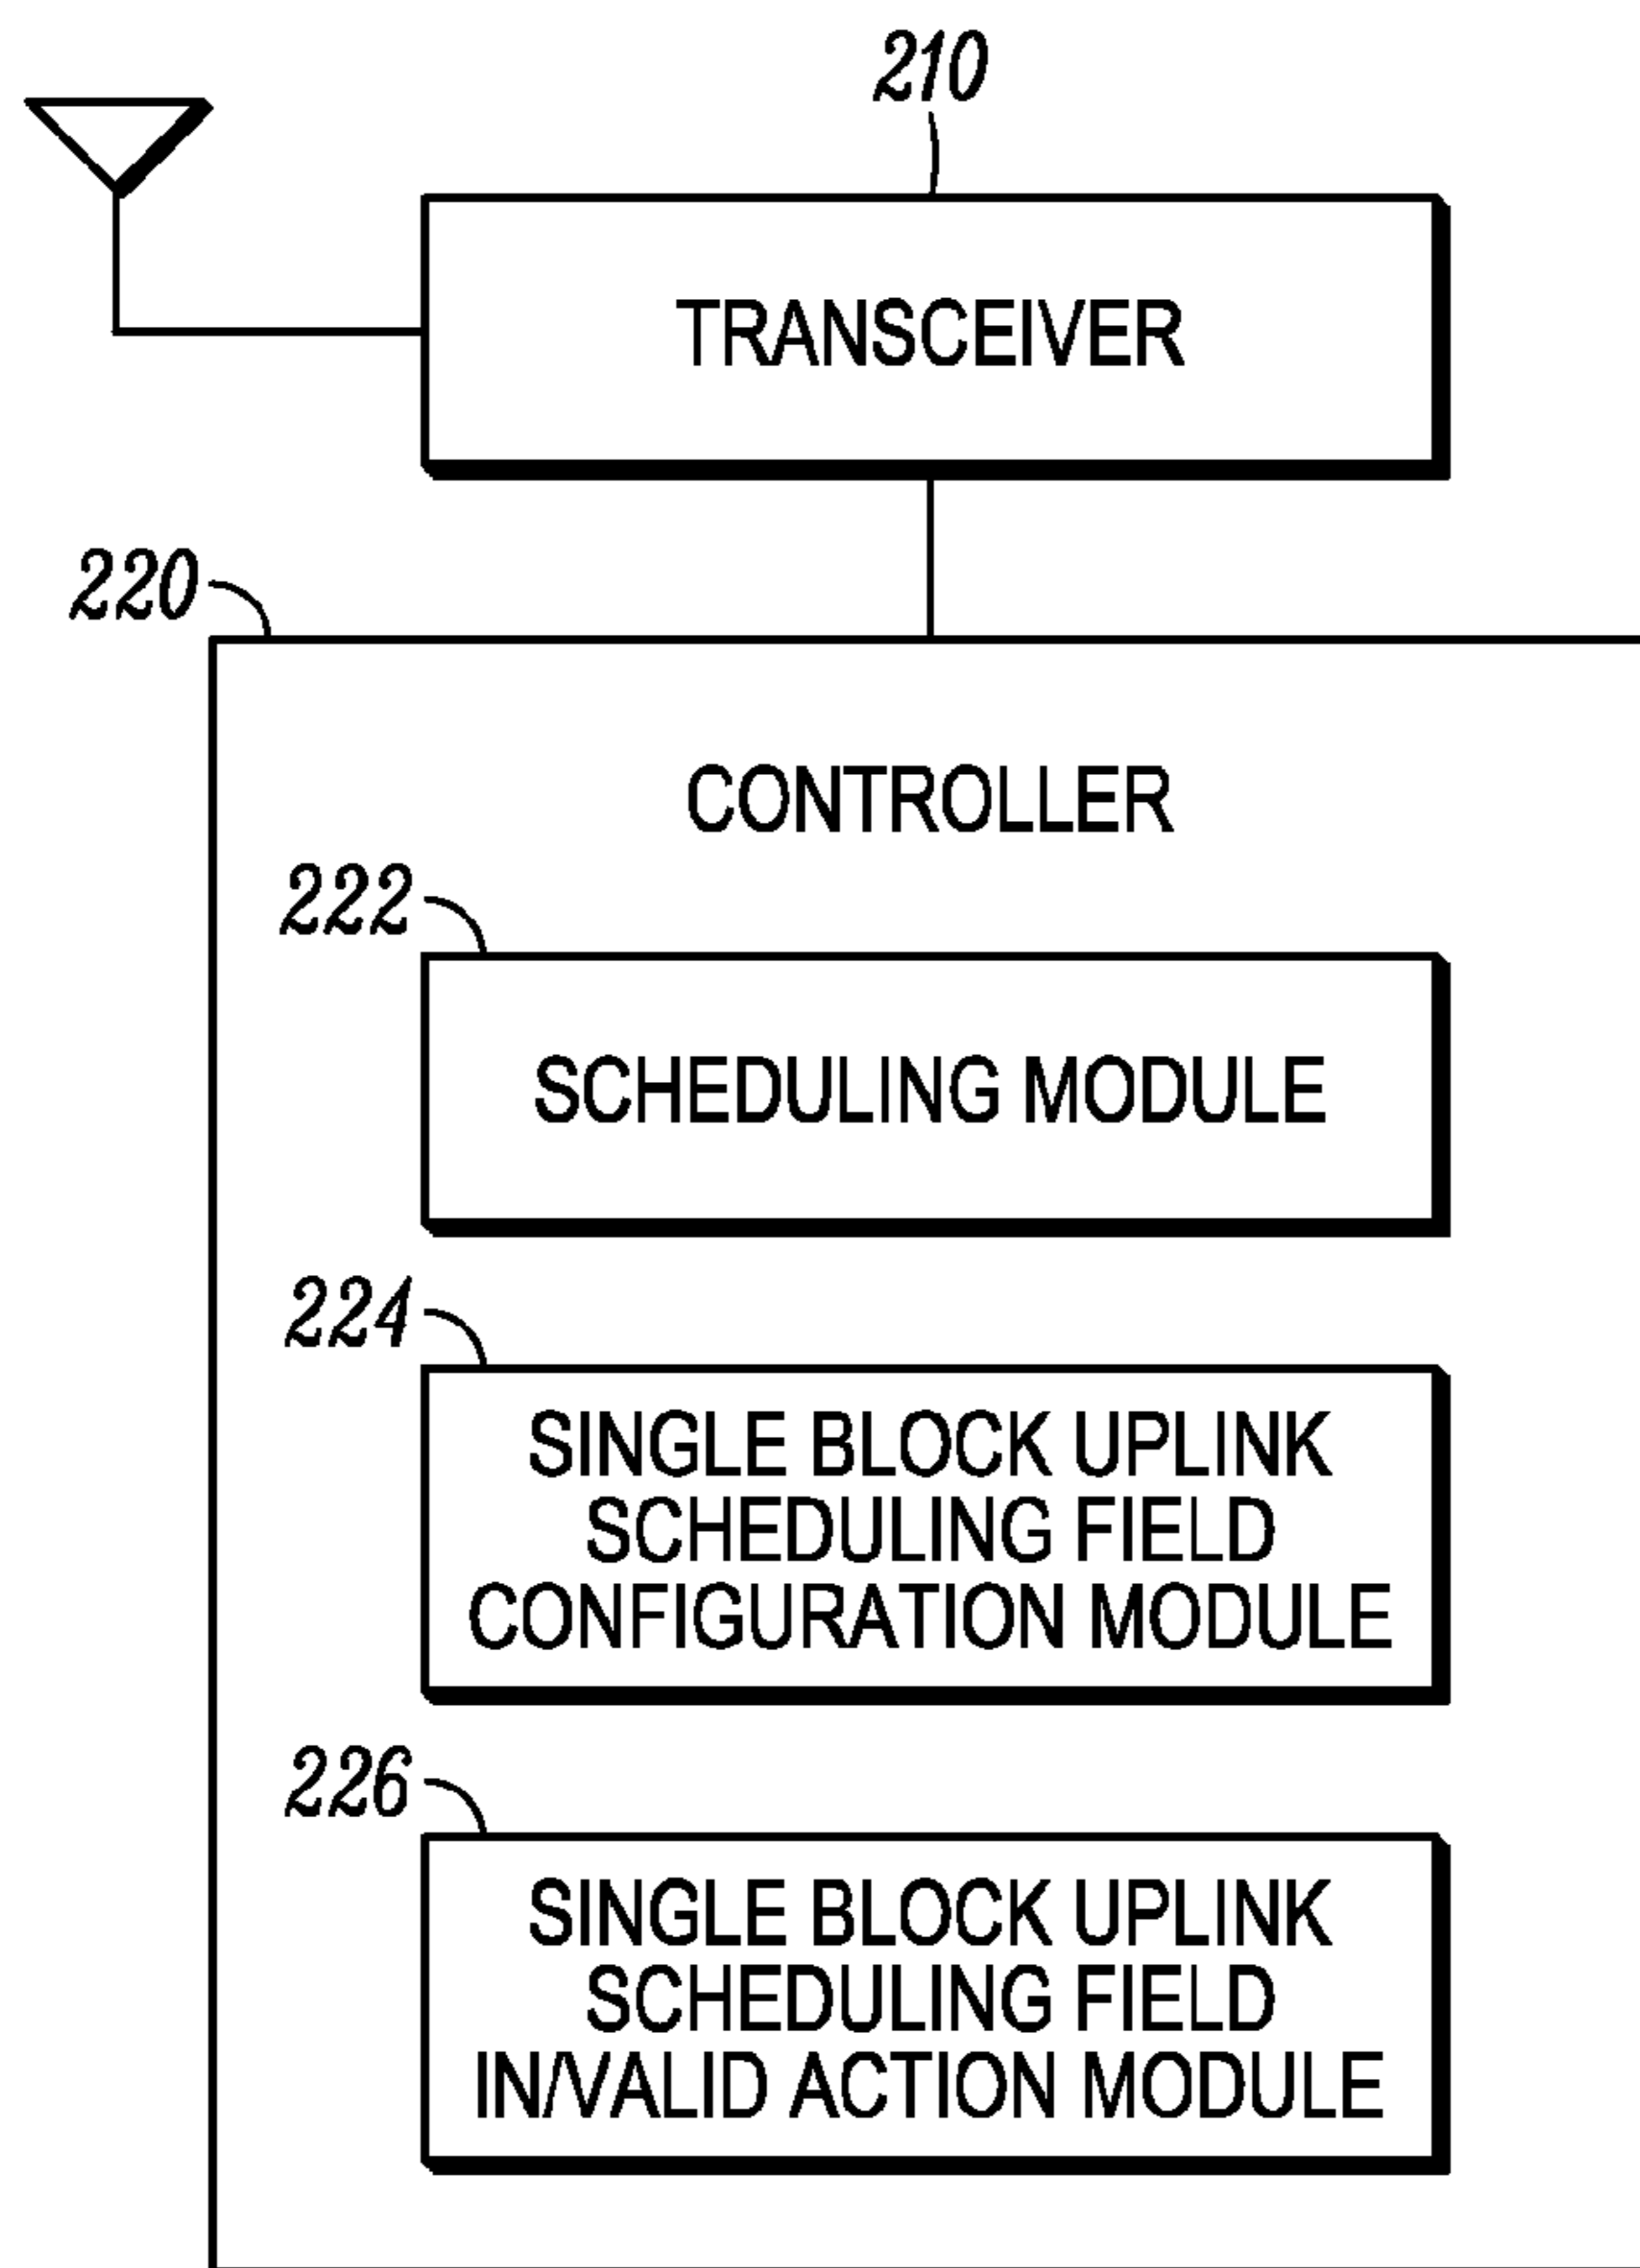 210
TRANSCEIVER
220
CONTROLLER
222
SCHEDULING MODULE
224
SINGLE BLOCK UPLINK
SCHEDULING FIELD
CONFIGURATION MODULE
226
SINGLE BLOCK UPLINK
SCHEDULING FIELD
IN/VALID ACTION MODULE